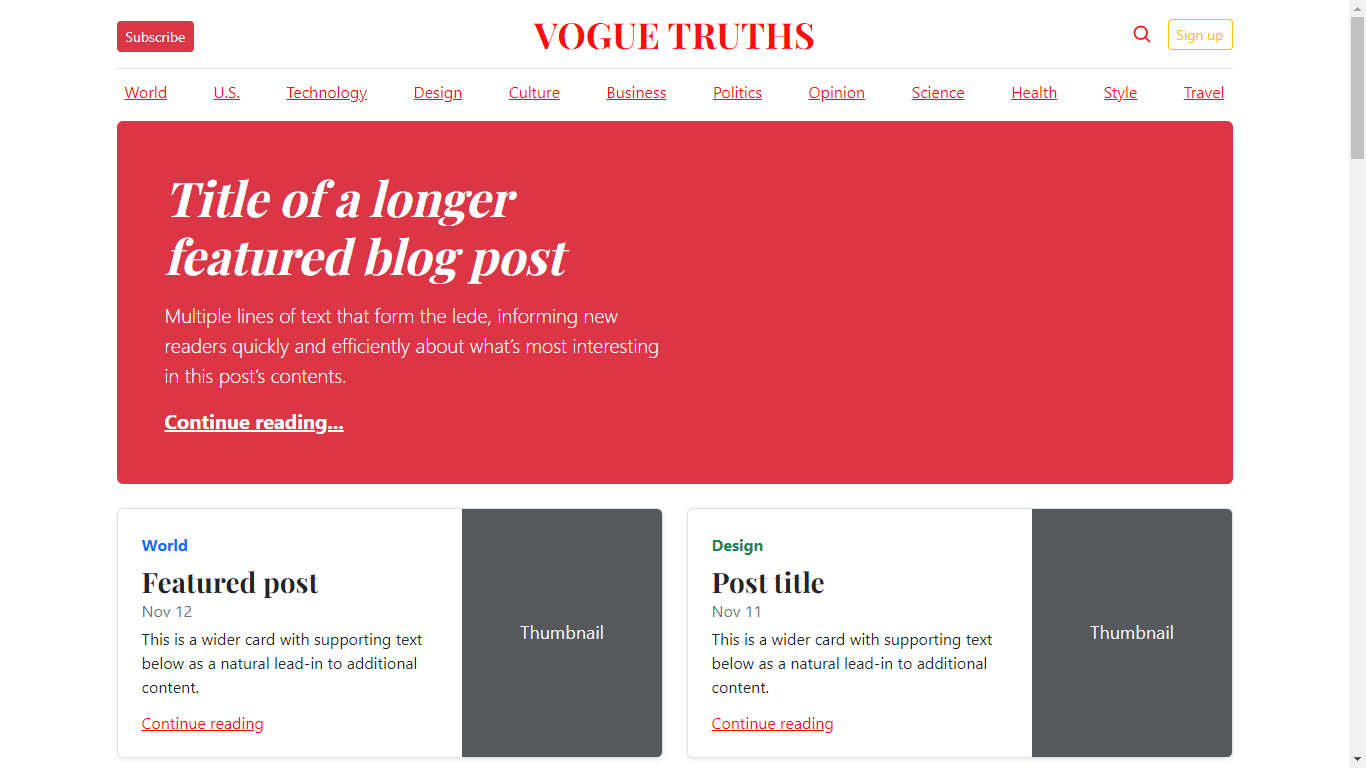 Subscribe
VOGUE TRUTHS
Sign up
World U.S. Technology Design Culture Business Politics Opinion Science Health Style Travel
Title of a longer
featured blog post
Multiple lines of text that form the lede, informing new
readers quickly and efficiently about what’s most interesting
in this post’s contents.
Continue reading...
World
Featured post
Nov 12
This is a wider card with supporting text
below as a natural lead-in to additional
content.
Continue reading
Thumbnail
Design
Post title
Nov 11
This is a wider card with supporting text
below as a natural lead-in to additional
content.
Continue reading
Thumbnail